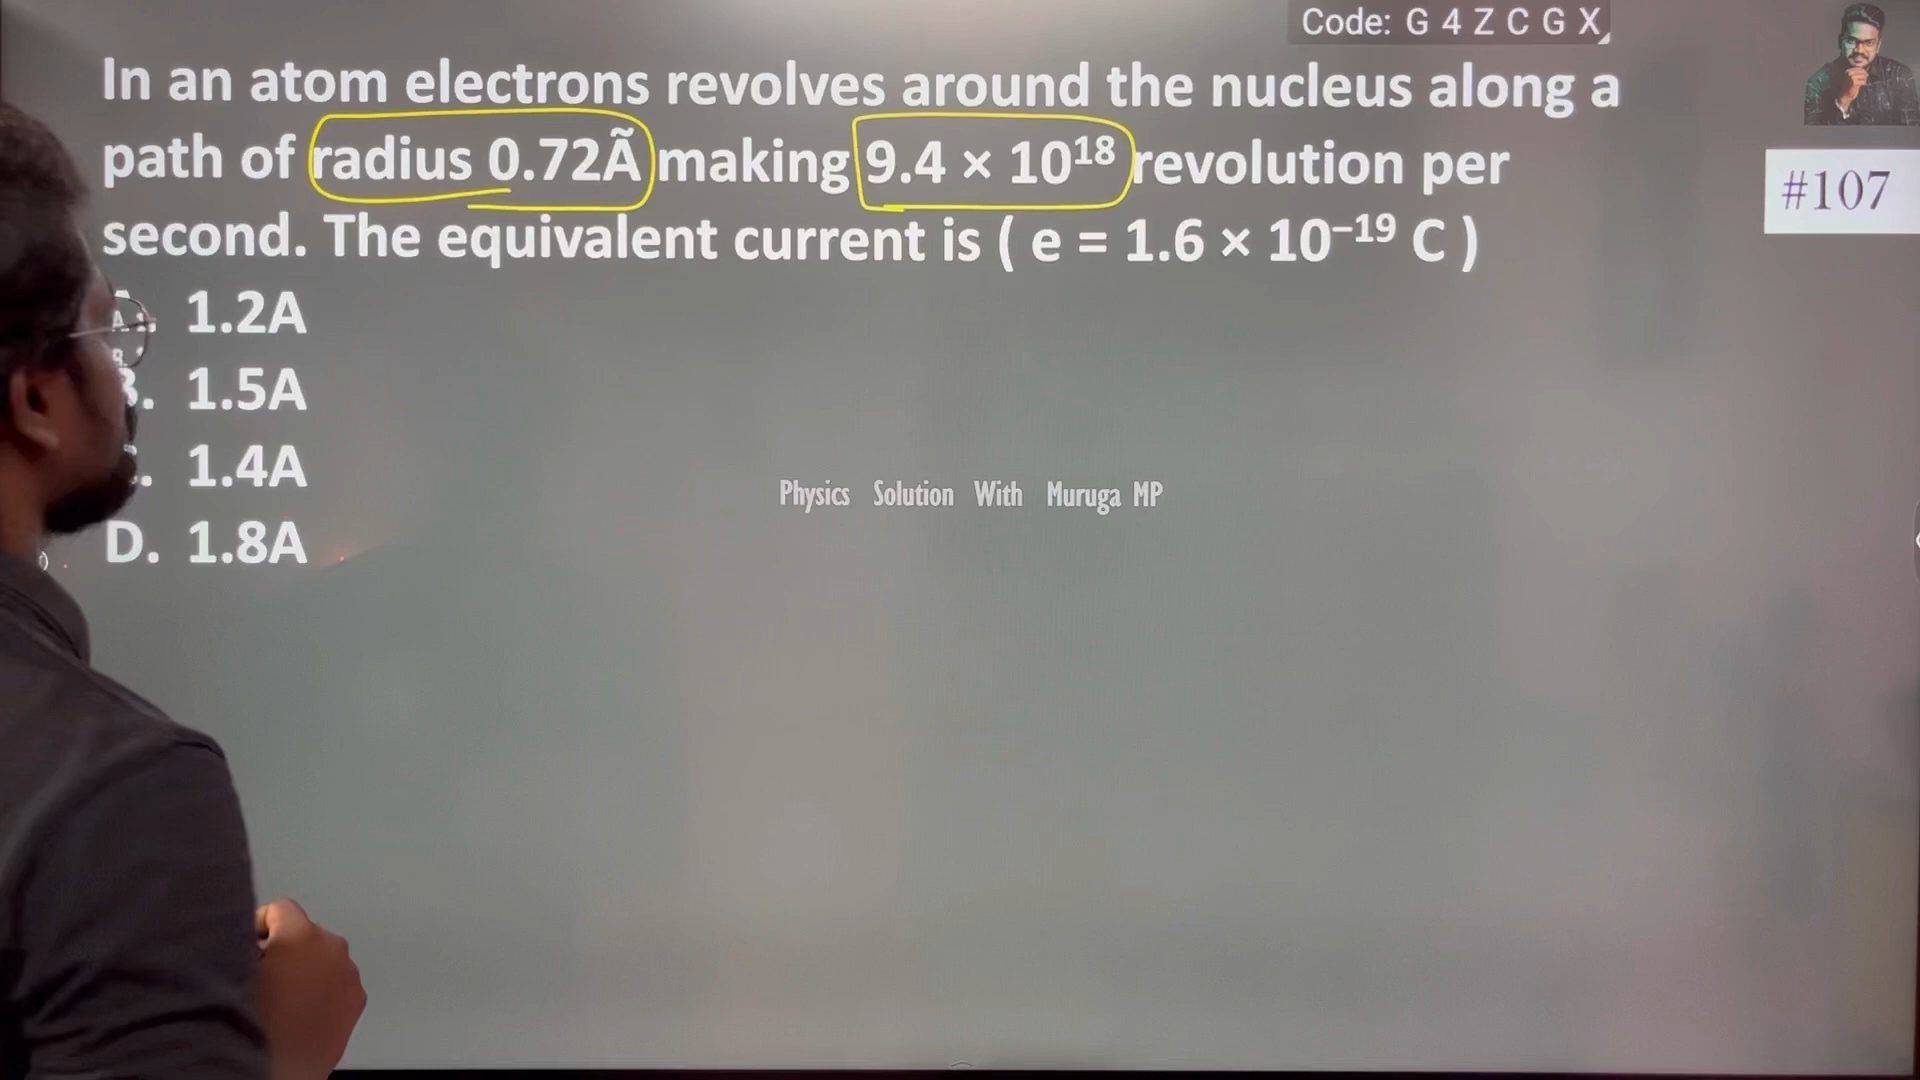 Code: G 4 Z C G X
In an atom electrons revolves around the nucleus along a
path of radius 0.72Ã making 9.4 × 10¹⁸ revolution per
second. The equivalent current is ( e = 1.6 × 10⁻¹⁹ C )
#107
A. 1.2A
B. 1.5A
. 1.4A
D. 1.8A
Physics Solution With Muruga MP